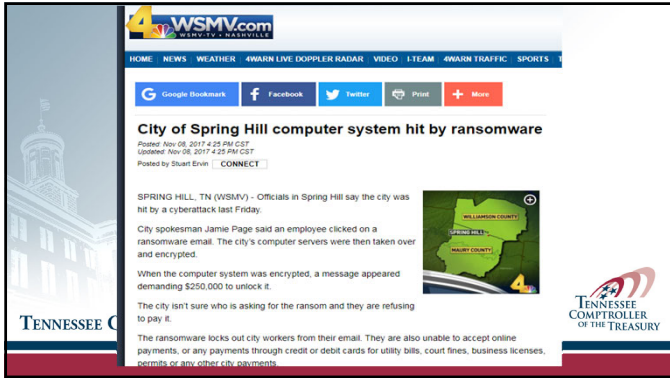 4 WSMV.com
WSMV-TV • NASHVILLE
HOME NEWS WEATHER 4WARN LIVE DOPPLER RADAR VIDEO I-TEAM 4WARN TRAFFIC SPORTS T
G Google Bookmark f Facebook Twitter Print + More
City of Spring Hill computer system hit by ransomware
Posted: Nov 08, 2017 4:25 PM CST
Updated: Nov 08, 2017 4:25 PM CST
Posted by Stuart Ervin CONNECT
SPRING HILL, TN (WSMV) - Officials in Spring Hill say the city was
hit by a cyberattack last Friday.
City spokesman Jamie Page said an employee clicked on a
ransomware email. The city's computer servers were then taken over
and encrypted.
When the computer system was encrypted, a message appeared
demanding $250,000 to unlock it.
The city isn't sure who is asking for the ransom and they are refusing
to pay it.
The ransomware locks out city workers from their email. They are also unable to accept online
payments, or any payments through credit or debit cards for utility bills, court fines, business licenses,
permits or any other city payments.
WILLIAMSON COUNTY
SPRING HILL
MAURY COUNTY
4
TENNESSEE C
TENNESSEE
COMPTROLLER
OF THE TREASURY